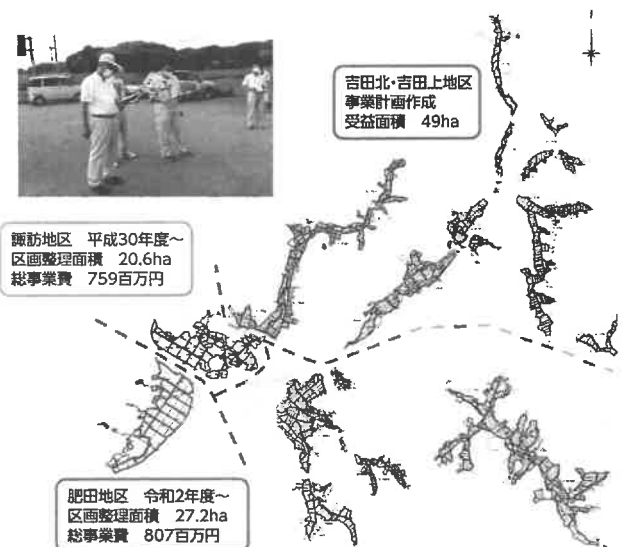 吉田北・吉田上地区
事業計画作成
受益面積 49ha
諏訪地区 平成30年度～
区画整理面積 20.6ha
総事業費 759百万円
肥田地区 令和2年度～
区画整理面積 27.2ha
総事業費 807百万円